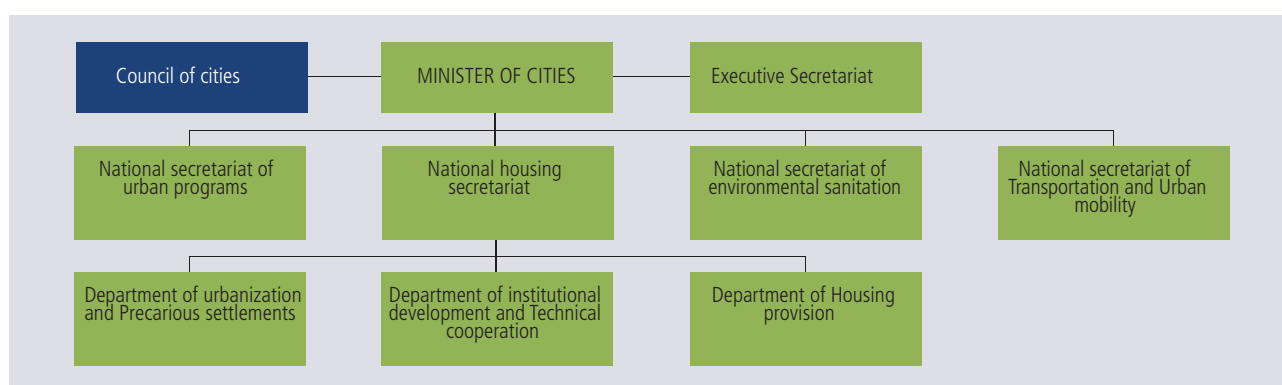 Council of cities
MINISTER OF CITIES
Executive Secretariat
National secretariat of
urban programs
National housing
secretariat
National secretariat of
environmental sanitation
National secretariat of
Transportation and Urban
mobility
Department of urbanization
and Precarious settlements
Department of institutional
development and Technical
cooperation
Department of Housing
provision